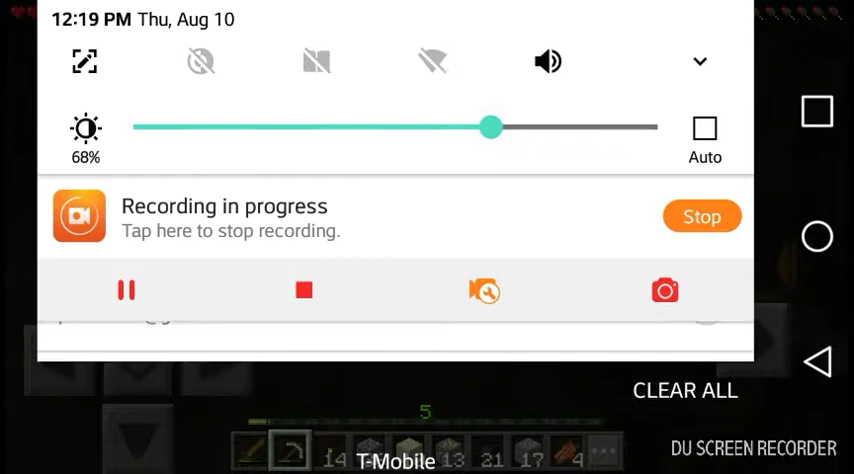 12:19 PM Thu, Aug 10
68%
Auto
Recording in progress
Tap here to stop recording.
Stop
CLEAR ALL
5
14
13
21
17
4
T-Mobile
DU SCREEN RECORDER